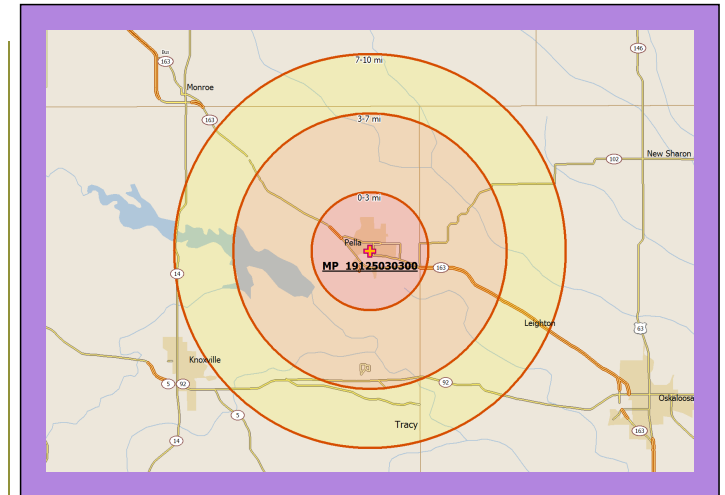 7-10 mi
146
Bus
163
Monroe
3-7 mi
163
102
New Sharon
0-3 mi
Pella
MP 19125030300
163
14
63
Leighton
Knoxville
5
92
92
Oskaloosa
5
Tracy
163
14